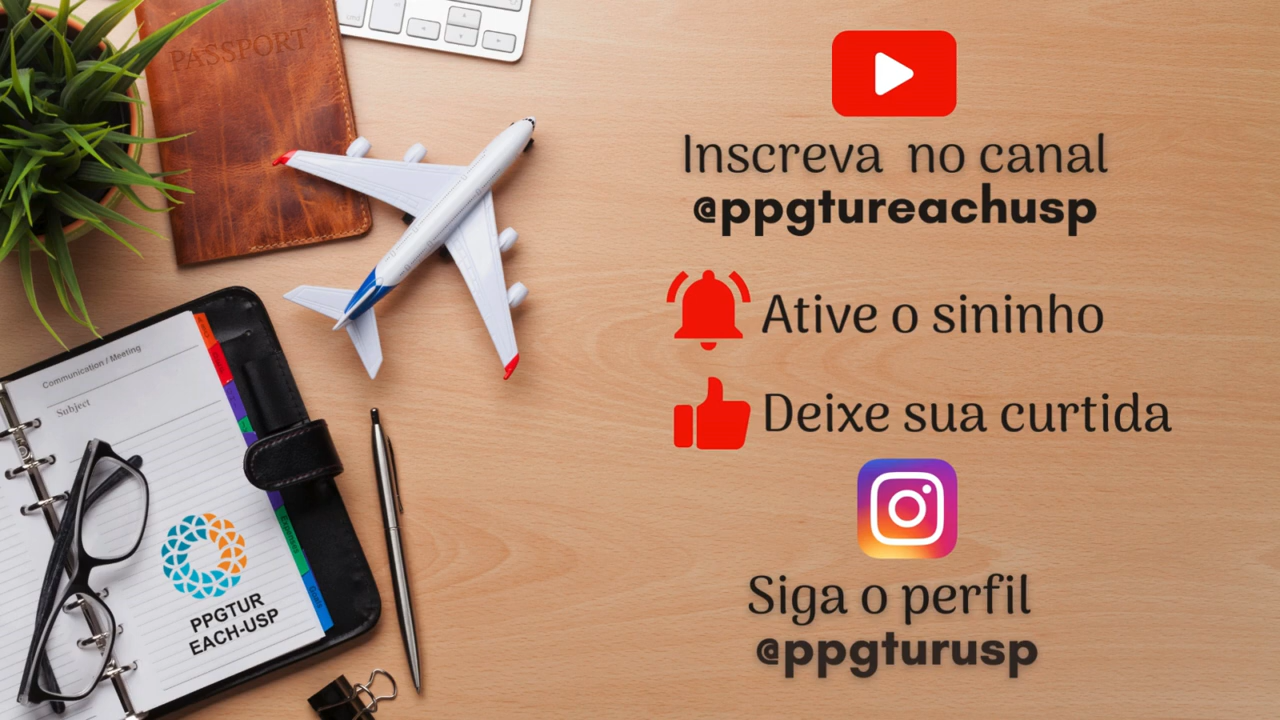 PASSPORT
Inscreva no canal
@ppgtureachusp
Ative o sininho
Deixe sua curtida
Siga o perfil
@ppgturusp
Communication / Meeting
Subject
PPGTUR
EACH-USP
Expenses